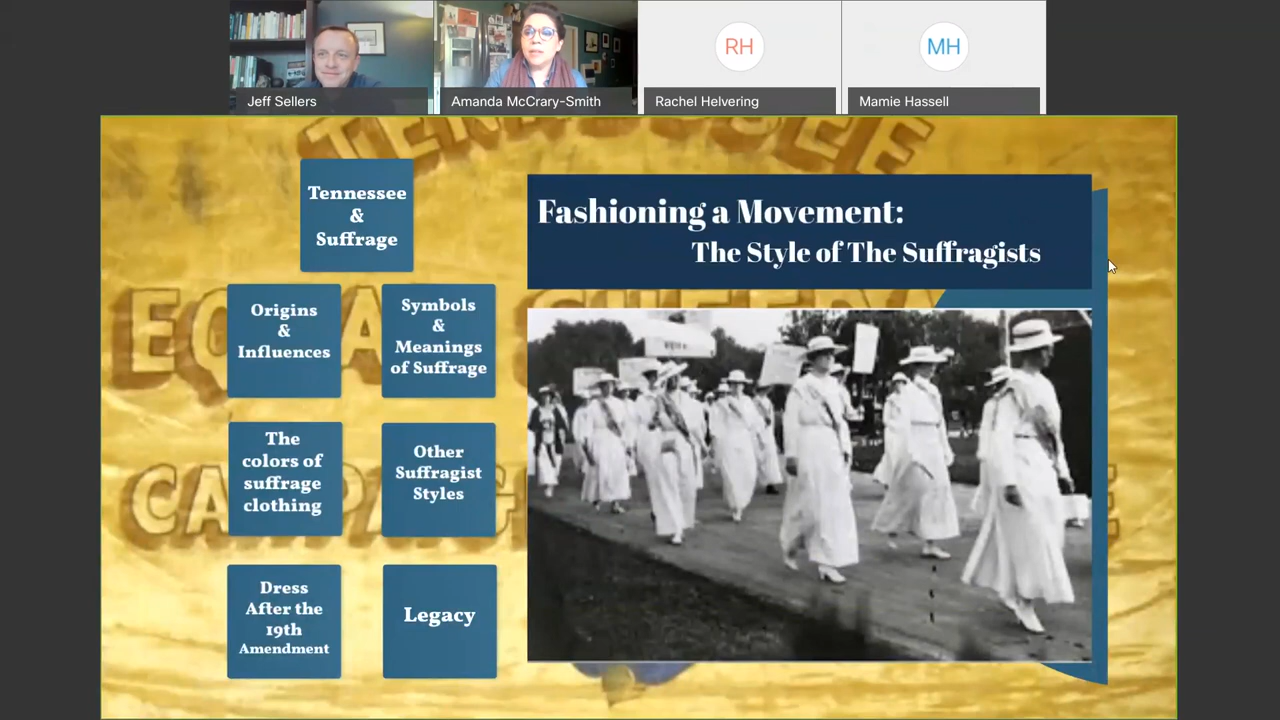 RH
MH
Jeff Sellers
Amanda McCrary-Smith
Rachel Helvering
Mamie Hassell
TENNESSEE
Tennessee
&
Suffrage
Fashioning a Movement:
The Style of The Suffragists
Origins
&
Influences
Symbols
&
Meanings
of Suffrage
The
colors of
suffrage
clothing
Other
Suffragist
Styles
Dress
After the
19th
Amendment
Legacy